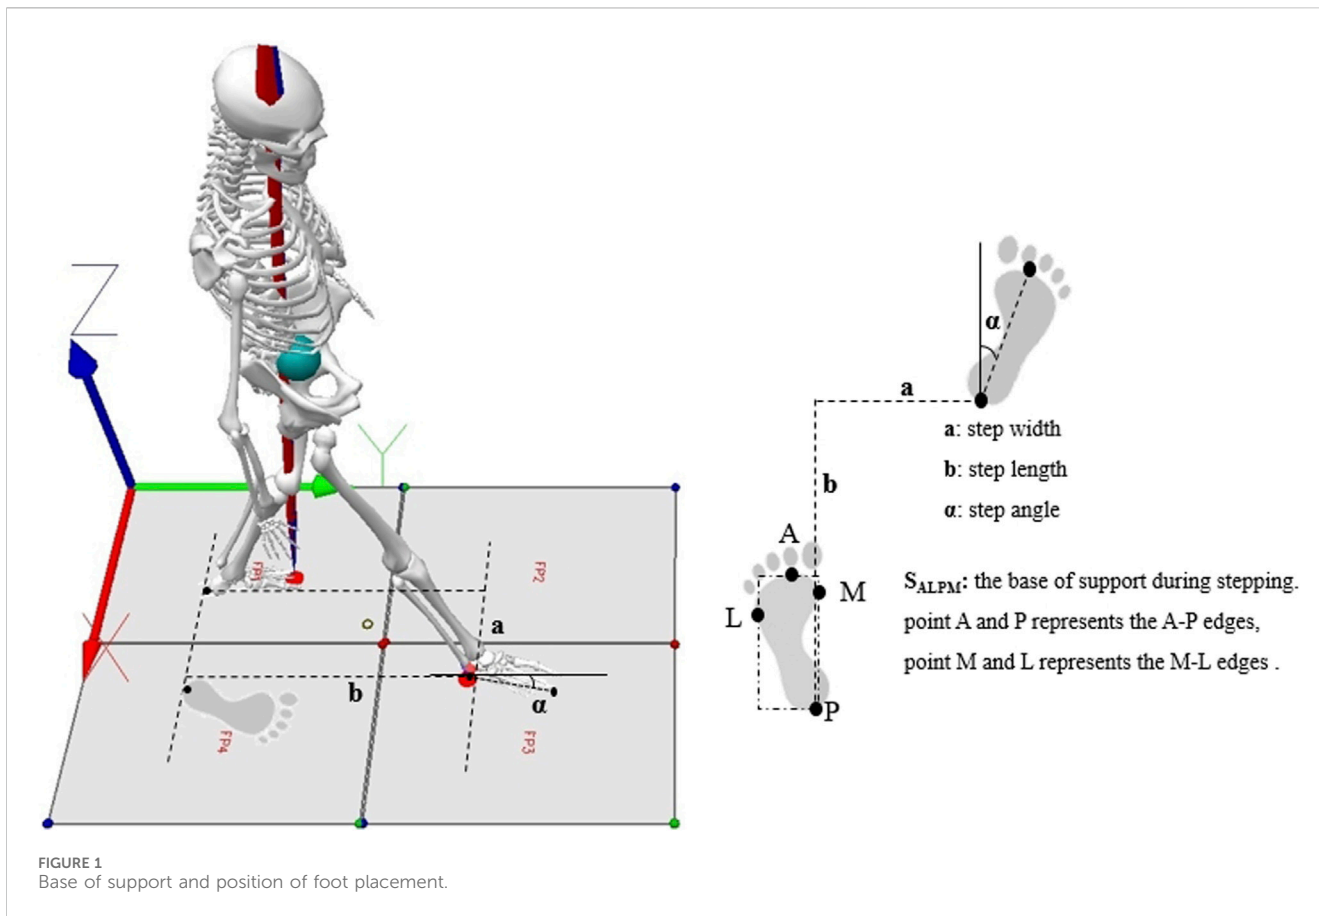 Z
Y
X
FP1
FP2
a
b
α
FP4
FP3
α
a
a: step width
b: step length
α: step angle
b
A
M
L
P
S_ALPM: the base of support during stepping.
point A and P represents the A-P edges,
point M and L represents the M-L edges .
FIGURE 1
Base of support and position of foot placement.